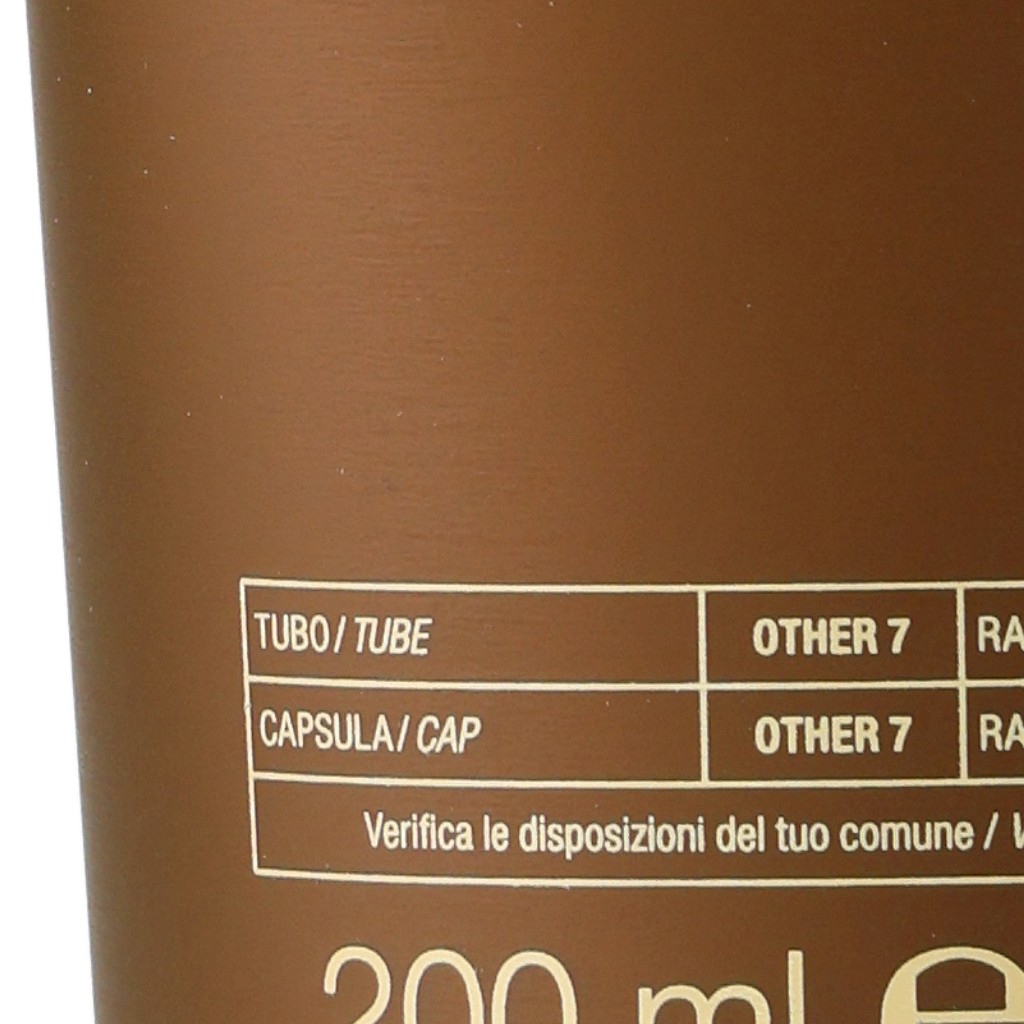 TUBO / TUBE OTHER 7
CAPSULA / CAP OTHER 7
Verifica le disposizioni del tuo comune /
200 ml e